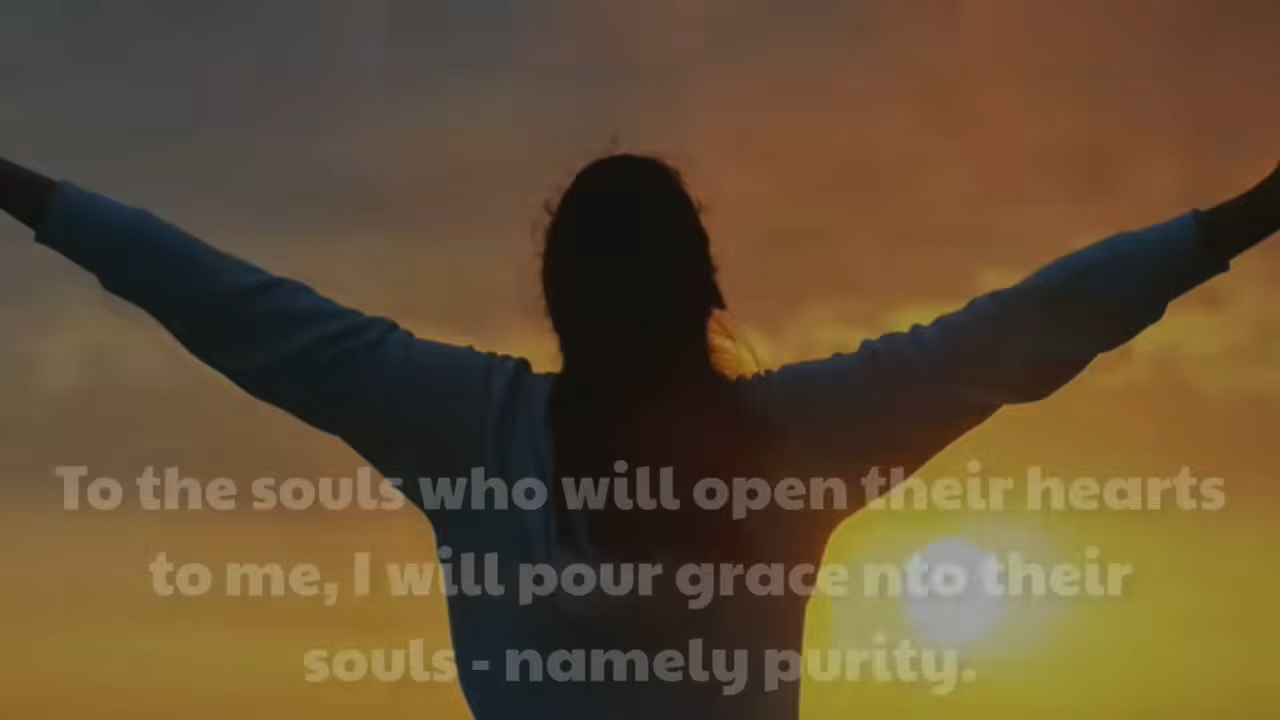 To the souls who will open their hearts
to me, I will pour grace nto their
souls - namely purity.